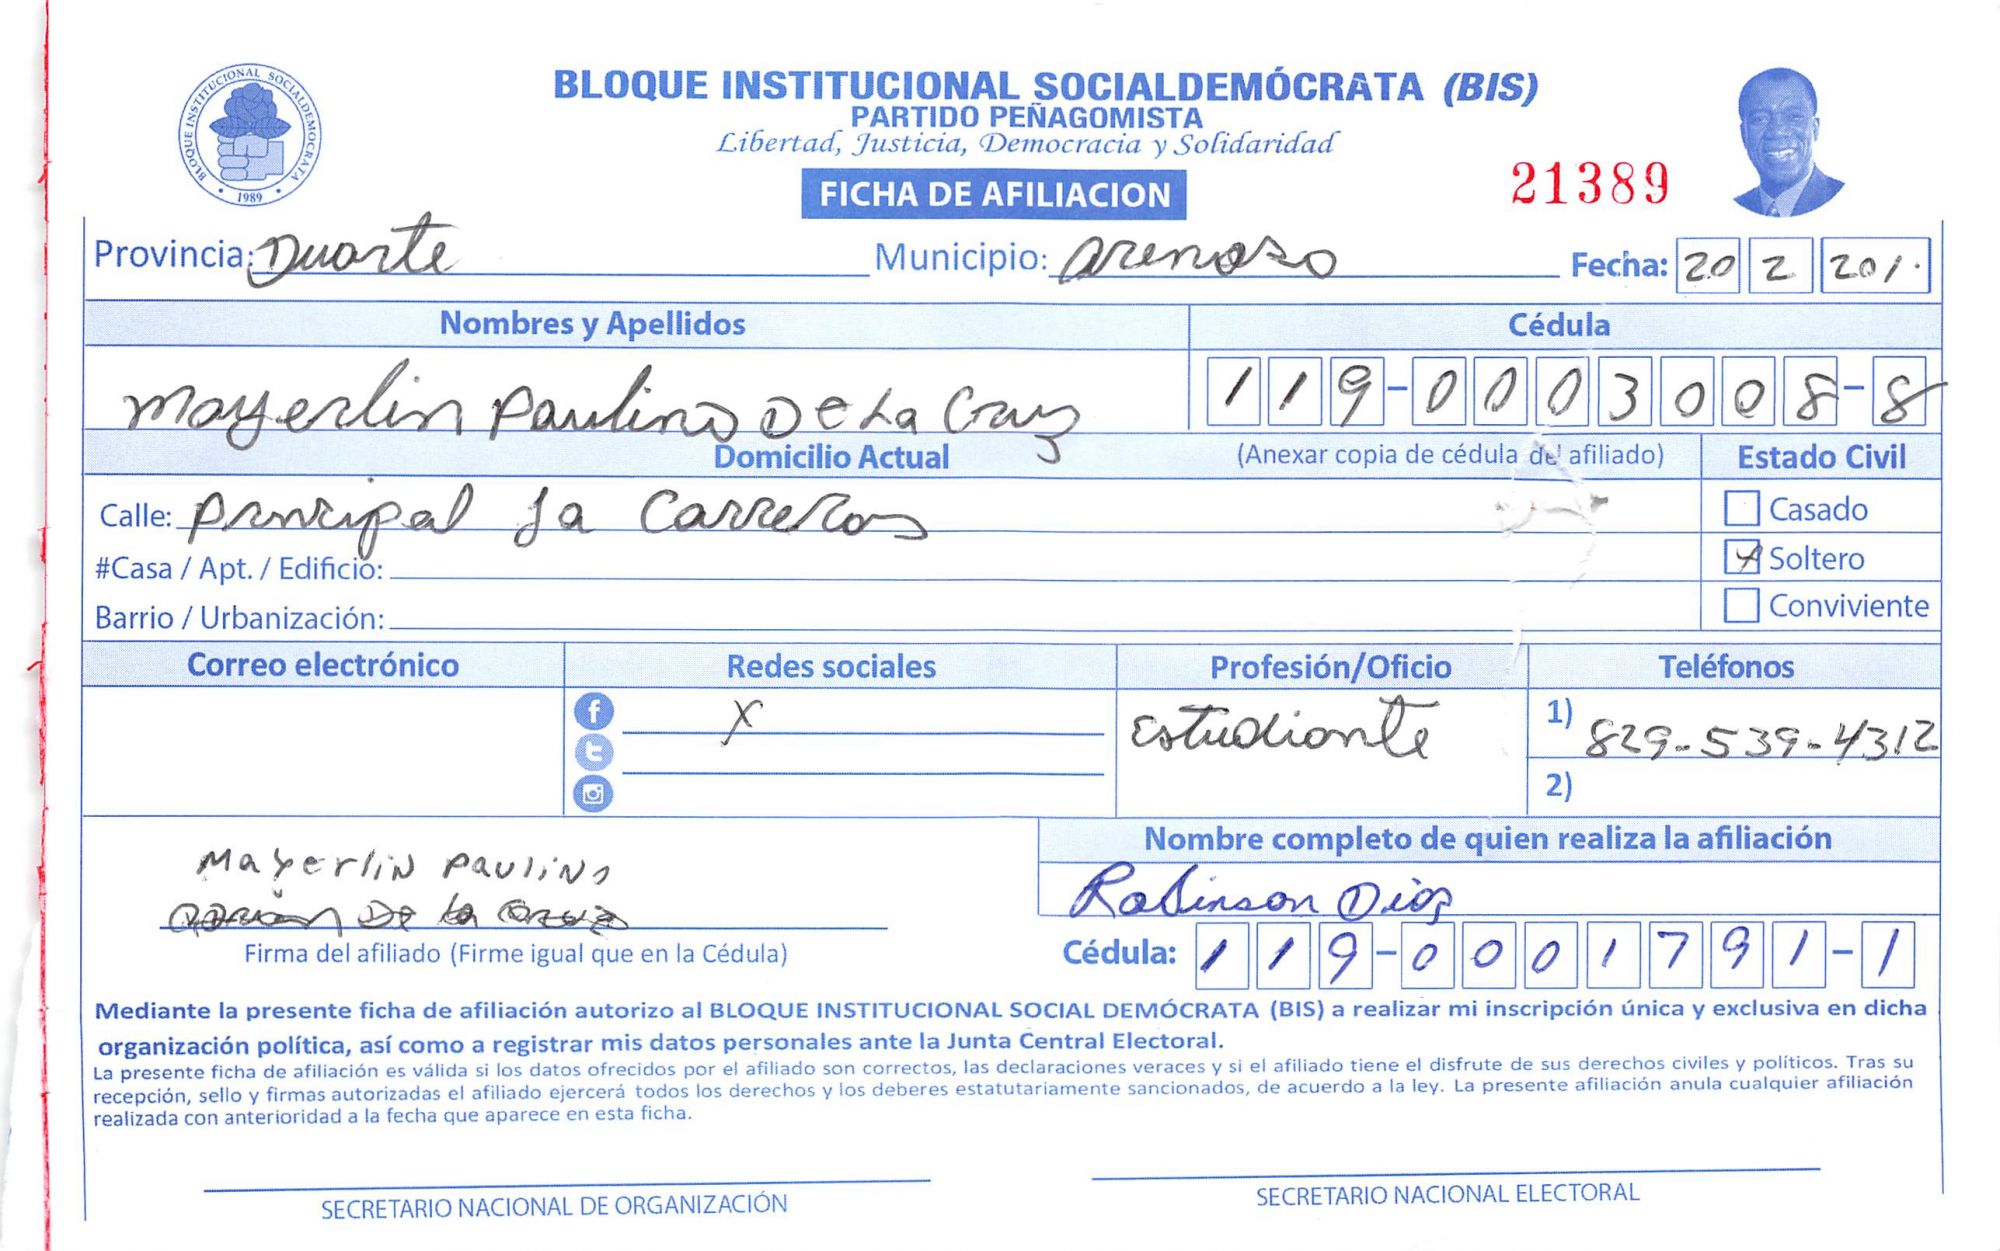 BLOQUE INSTITUCIONAL SOCIALDEMÓCRATA
1989
BLOQUE INSTITUCIONAL SOCIALDEMÓCRATA (BIS)
PARTIDO PEÑAGOMISTA
Libertad, Justicia, Democracia y Solidaridad
FICHA DE AFILIACION
21389
Provincia: Duarte Municipio: Arenoso Fecha: 20 2 201
Nombres y Apellidos Cédula
Mayerlin Paulino De La Cruz 119-0003008-8
Domicilio Actual (Anexar copia de cédula del afiliado) Estado Civil
Calle: principal La Carreras Casado
#Casa / Apt. / Edificio: X Soltero
Barrio / Urbanización: Conviviente
Correo electrónico Redes sociales Profesión/Oficio Teléfonos
X Estudiante 1) 829-539-4312
2)
Nombre completo de quien realiza la afiliación
Mayerlin Paulino
Robinson Diaz
De La Cruz
Firma del afiliado (Firme igual que en la Cédula) Cédula: 119-0001791-1
Mediante la presente ficha de afiliación autorizo al BLOQUE INSTITUCIONAL SOCIAL DEMÓCRATA (BIS) a realizar mi inscripción única y exclusiva en dicha
organización política, así como a registrar mis datos personales ante la Junta Central Electoral.
La presente ficha de afiliación es válida si los datos ofrecidos por el afiliado son correctos, las declaraciones veraces y si el afiliado tiene el disfrute de sus derechos civiles y políticos. Tras su
recepción, sello y firmas autorizadas el afiliado ejercerá todos los derechos y los deberes estatutariamente sancionados, de acuerdo a la ley. La presente afiliación anula cualquier afiliación
realizada con anterioridad a la fecha que aparece en esta ficha.
SECRETARIO NACIONAL DE ORGANIZACIÓN SECRETARIO NACIONAL ELECTORAL